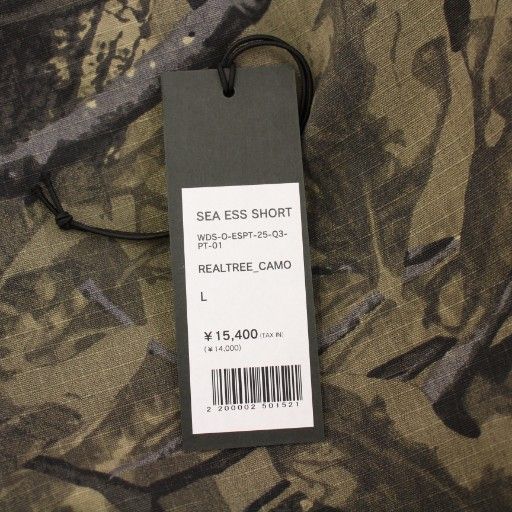 SEA ESS SHORT
WDS-O-ESPT-25-Q3-
PT-01
REALTREE_CAMO
L
￥15,400 (TAX IN)
(￥14,000)
2 200002 501521